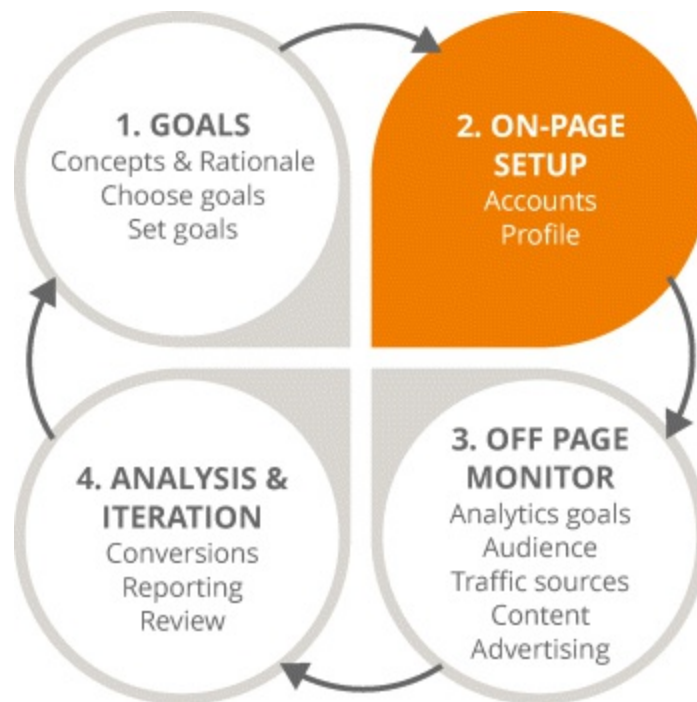 1. GOALS
Concepts & Rationale
Choose goals
Set goals
2. ON-PAGE
SETUP
Accounts
Profile
3. OFF PAGE
MONITOR
Analytics goals
Audience
Traffic sources
Content
Advertising
4. ANALYSIS &
ITERATION
Conversions
Reporting
Review